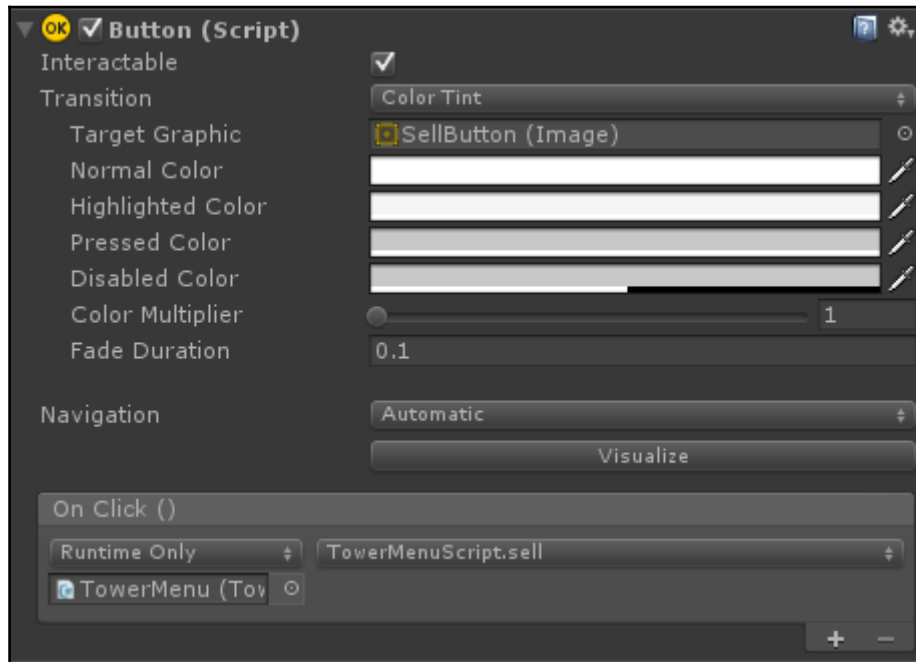 OK Button (Script)
Interactable
Transition Color Tint
Target Graphic SellButton (Image)
Normal Color
Highlighted Color
Pressed Color
Disabled Color
Color Multiplier 1
Fade Duration 0.1
Navigation Automatic
Visualize
On Click ()
Runtime Only TowerMenuScript.sell
TowerMenu (Tov